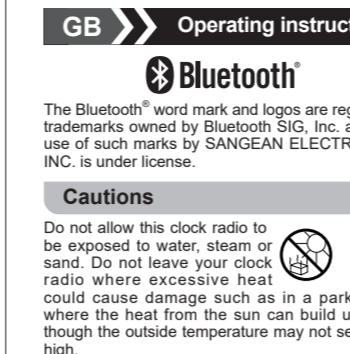 GB Operating instruct
Bluetooth®
The Bluetooth® word mark and logos are reg
trademarks owned by Bluetooth SIG, Inc. a
use of such marks by SANGEAN ELECTR
INC. is under license.
Cautions
Do not allow this clock radio to
be exposed to water, steam or
sand. Do not leave your clock
radio where excessive heat
could cause damage such as in a park
where the heat from the sun can build u
though the outside temperature may not se
high.